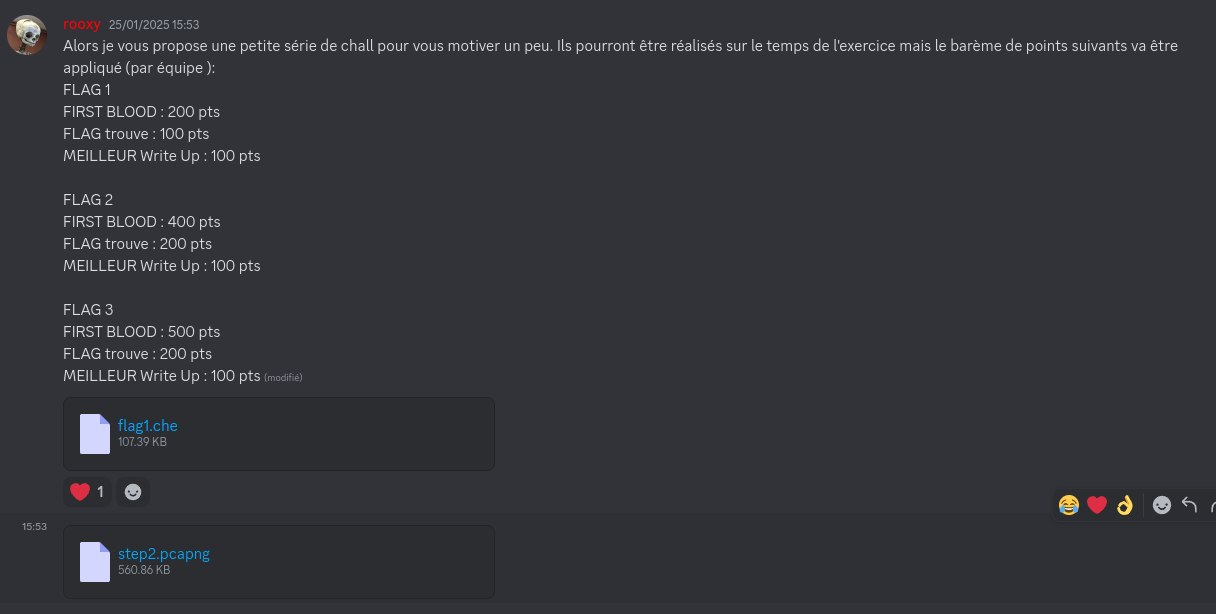 rooxy 25/01/2025 15:53
Alors je vous propose une petite série de chall pour vous motiver un peu. Ils pourront être réalisés sur le temps de l'exercice mais le barème de points suivants va être
appliqué (par équipe ):
FLAG 1
FIRST BLOOD : 200 pts
FLAG trouve : 100 pts
MEILLEUR Write Up : 100 pts
FLAG 2
FIRST BLOOD : 400 pts
FLAG trouve : 200 pts
MEILLEUR Write Up : 100 pts
FLAG 3
FIRST BLOOD : 500 pts
FLAG trouve : 200 pts
MEILLEUR Write Up : 100 pts (modifié)
flag1.che
107.39 KB
1
15:53
step2.pcapng
560.86 KB